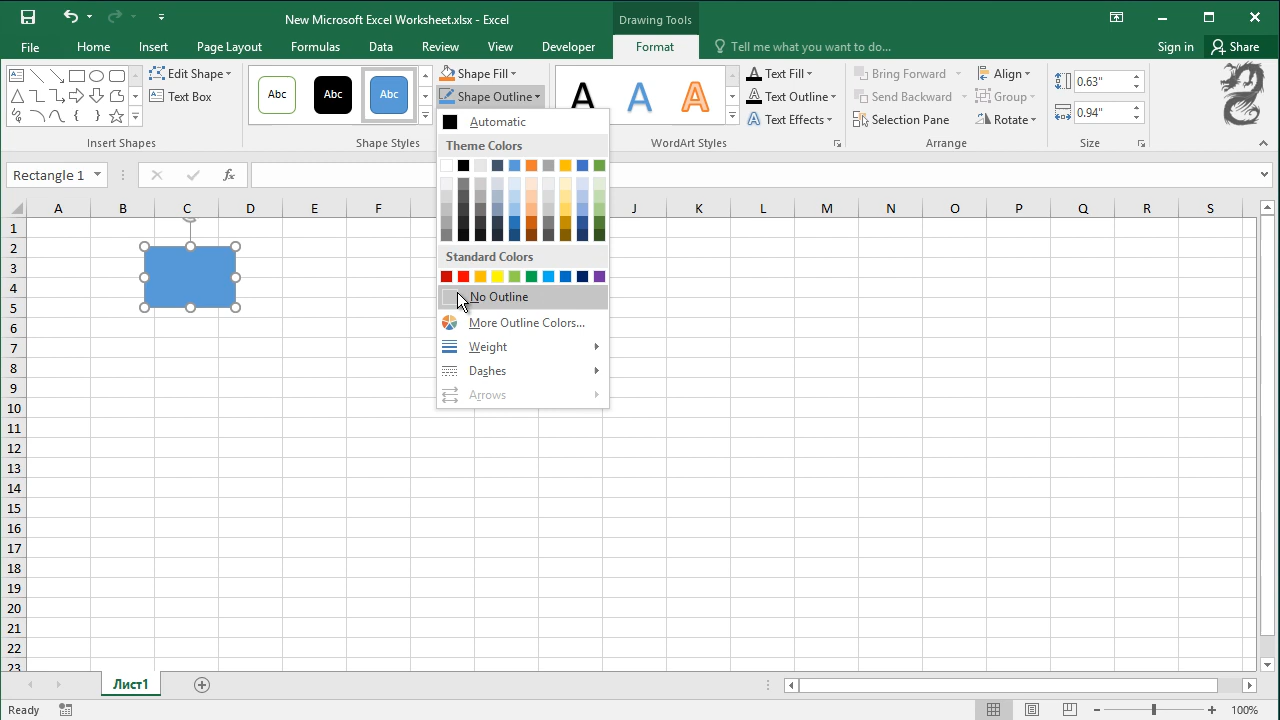 New Microsoft Excel Worksheet.xlsx - Excel
Drawing Tools
File
Home
Insert
Page Layout
Formulas
Data
Review
View
Developer
Format
Tell me what you want to do...
Sign in
Share
Edit Shape
Text Box
Insert Shapes
Abc
Abc
Abc
Shape Styles
Shape Fill
Shape Outline
A
A
A
WordArt Styles
Text Fill
Text Outline
Text Effects
Bring Forward
Send Backward
Selection Pane
Align
Group
Rotate
Arrange
0.63"
0.94"
Size
Rectangle 1
fx
Automatic
Theme Colors
Standard Colors
No Outline
More Outline Colors...
Weight
Dashes
Arrows
A B C D E F J K L M N O P Q R S
1
2
3
4
5
6
7
8
9
10
11
12
13
14
15
16
17
18
19
20
21
22
23
Лист1
Ready
100%